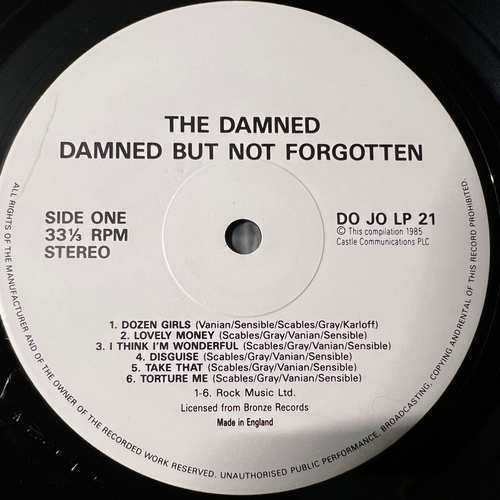 THE DAMNED
DAMNED BUT NOT FORGOTTEN
SIDE ONE
33⅓ RPM
STEREO
DO JO LP 21
© This compilation 1985
Castle Communications PLC
1. DOZEN GIRLS (Vanian/Sensible/Scables/Gray/Karloff)
2. LOVELY MONEY (Scables/Gray/Vanian/Sensible)
3. I THINK I'M WONDERFUL (Scables/Gray/Vanian/Sensible)
4. DISGUISE (Scables/Gray/Vanian/Sensible)
5. TAKE THAT (Scables/Gray/Vanian/Sensible)
6. TORTURE ME (Scables/Gray/Vanian/Sensible)
1-6. Rock Music Ltd.
Licensed from Bronze Records
Made in England
ALL RIGHTS OF THE MANUFACTURER AND OF THE OWNER OF THE RECORDED WORK RESERVED. UNAUTHORISED PUBLIC PERFORMANCE, BROADCASTING, COPYING ANDRENTAL OF THIS RECORD PROHIBITED.